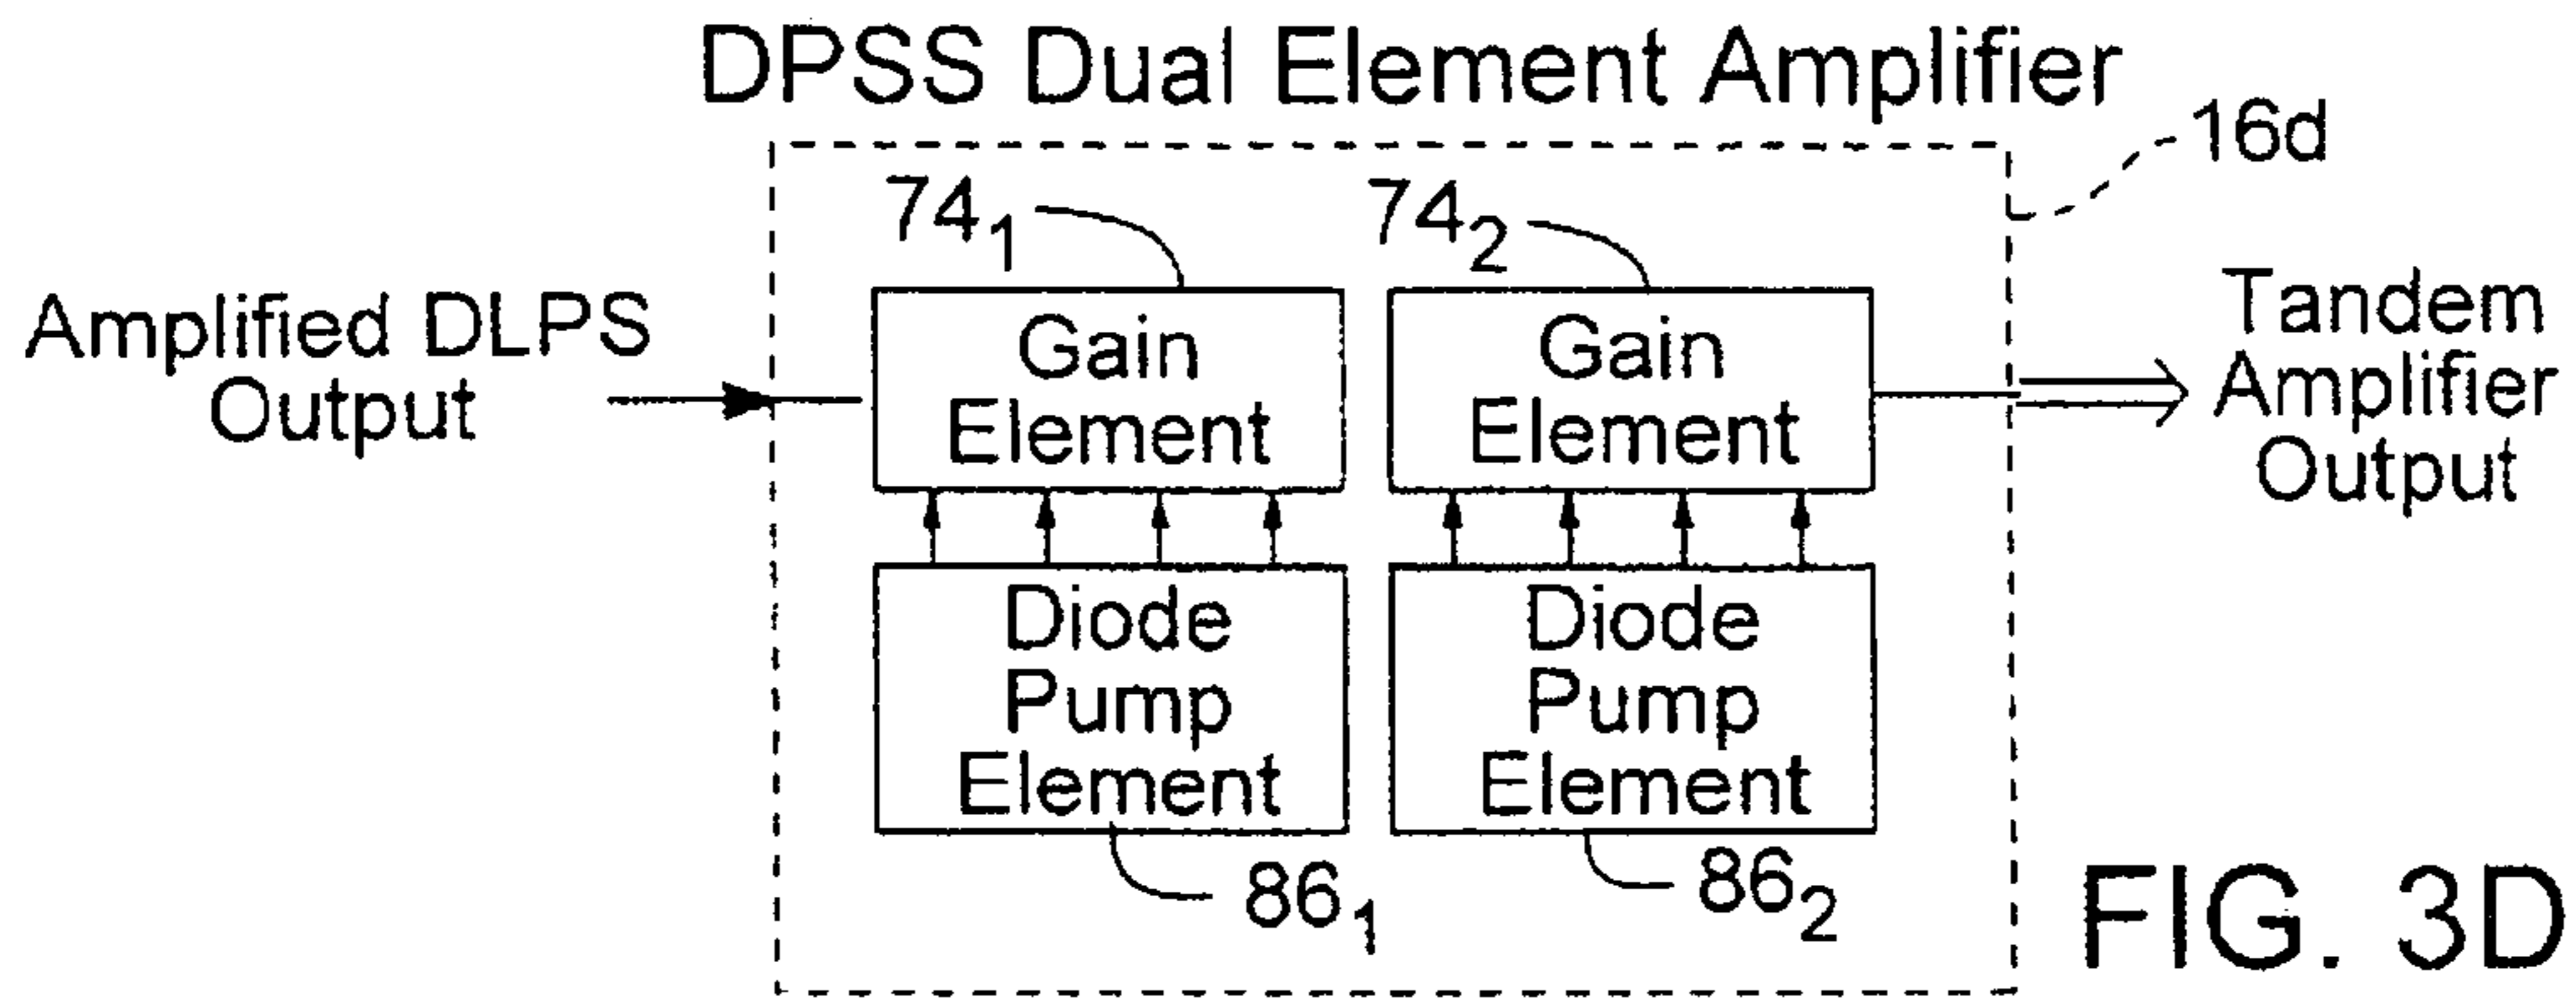 DPSS Dual Element Amplifier
16d
74₁
74₂
Amplified DLPS
Output
Gain
Element
Gain
Element
Tandem
Amplifier
Output
Diode
Pump
Element
Diode
Pump
Element
86₁
86₂
FIG. 3D